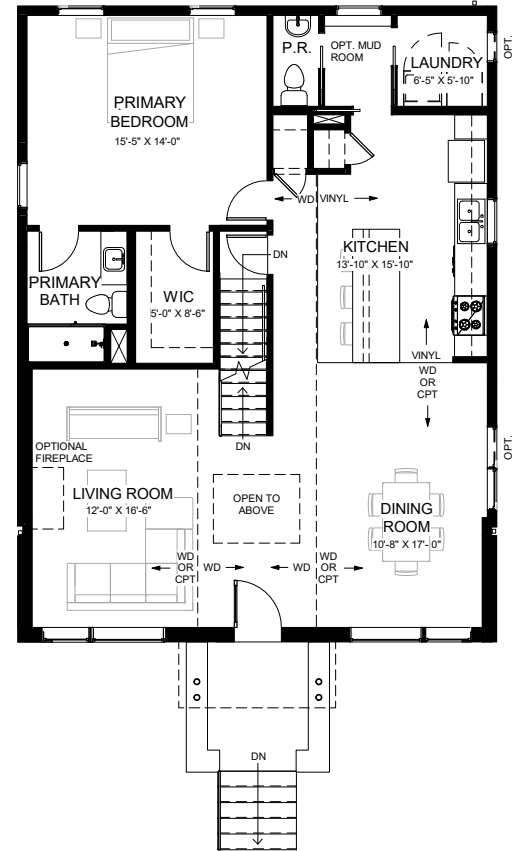 P.R.
OPT. MUD
ROOM
LAUNDRY
6'-5" X 5'-10"
OPT.
PRIMARY
BEDROOM
15'-5" X 14'-0"
WD
VINYL
KITCHEN
13'-10" X 15'-10"
DN
PRIMARY
BATH
WIC
5'-0" X 8'-6"
VINYL
WD
OR
CPT
DN
OPT.
OPTIONAL
FIREPLACE
LIVING ROOM
12'-0" X 16'-6"
OPEN TO
ABOVE
DINING
ROOM
10'-8" X 17'-0"
WD
OR
CPT
WD
WD
WD
OR
CPT
DN